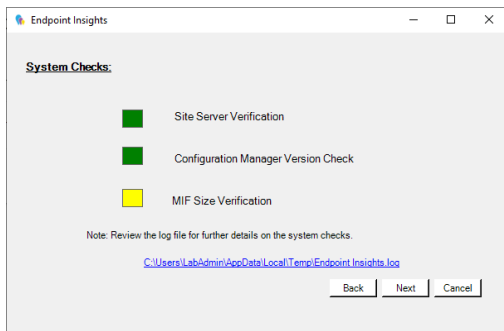 Endpoint Insights
System Checks:
Site Server Verification
Configuration Manager Version Check
MIF Size Verification
Note: Review the log file for further details on the system checks.
C:\Users\LabAdmin\AppData\Local\Temp\Endpoint Insights.log
Back Next Cancel